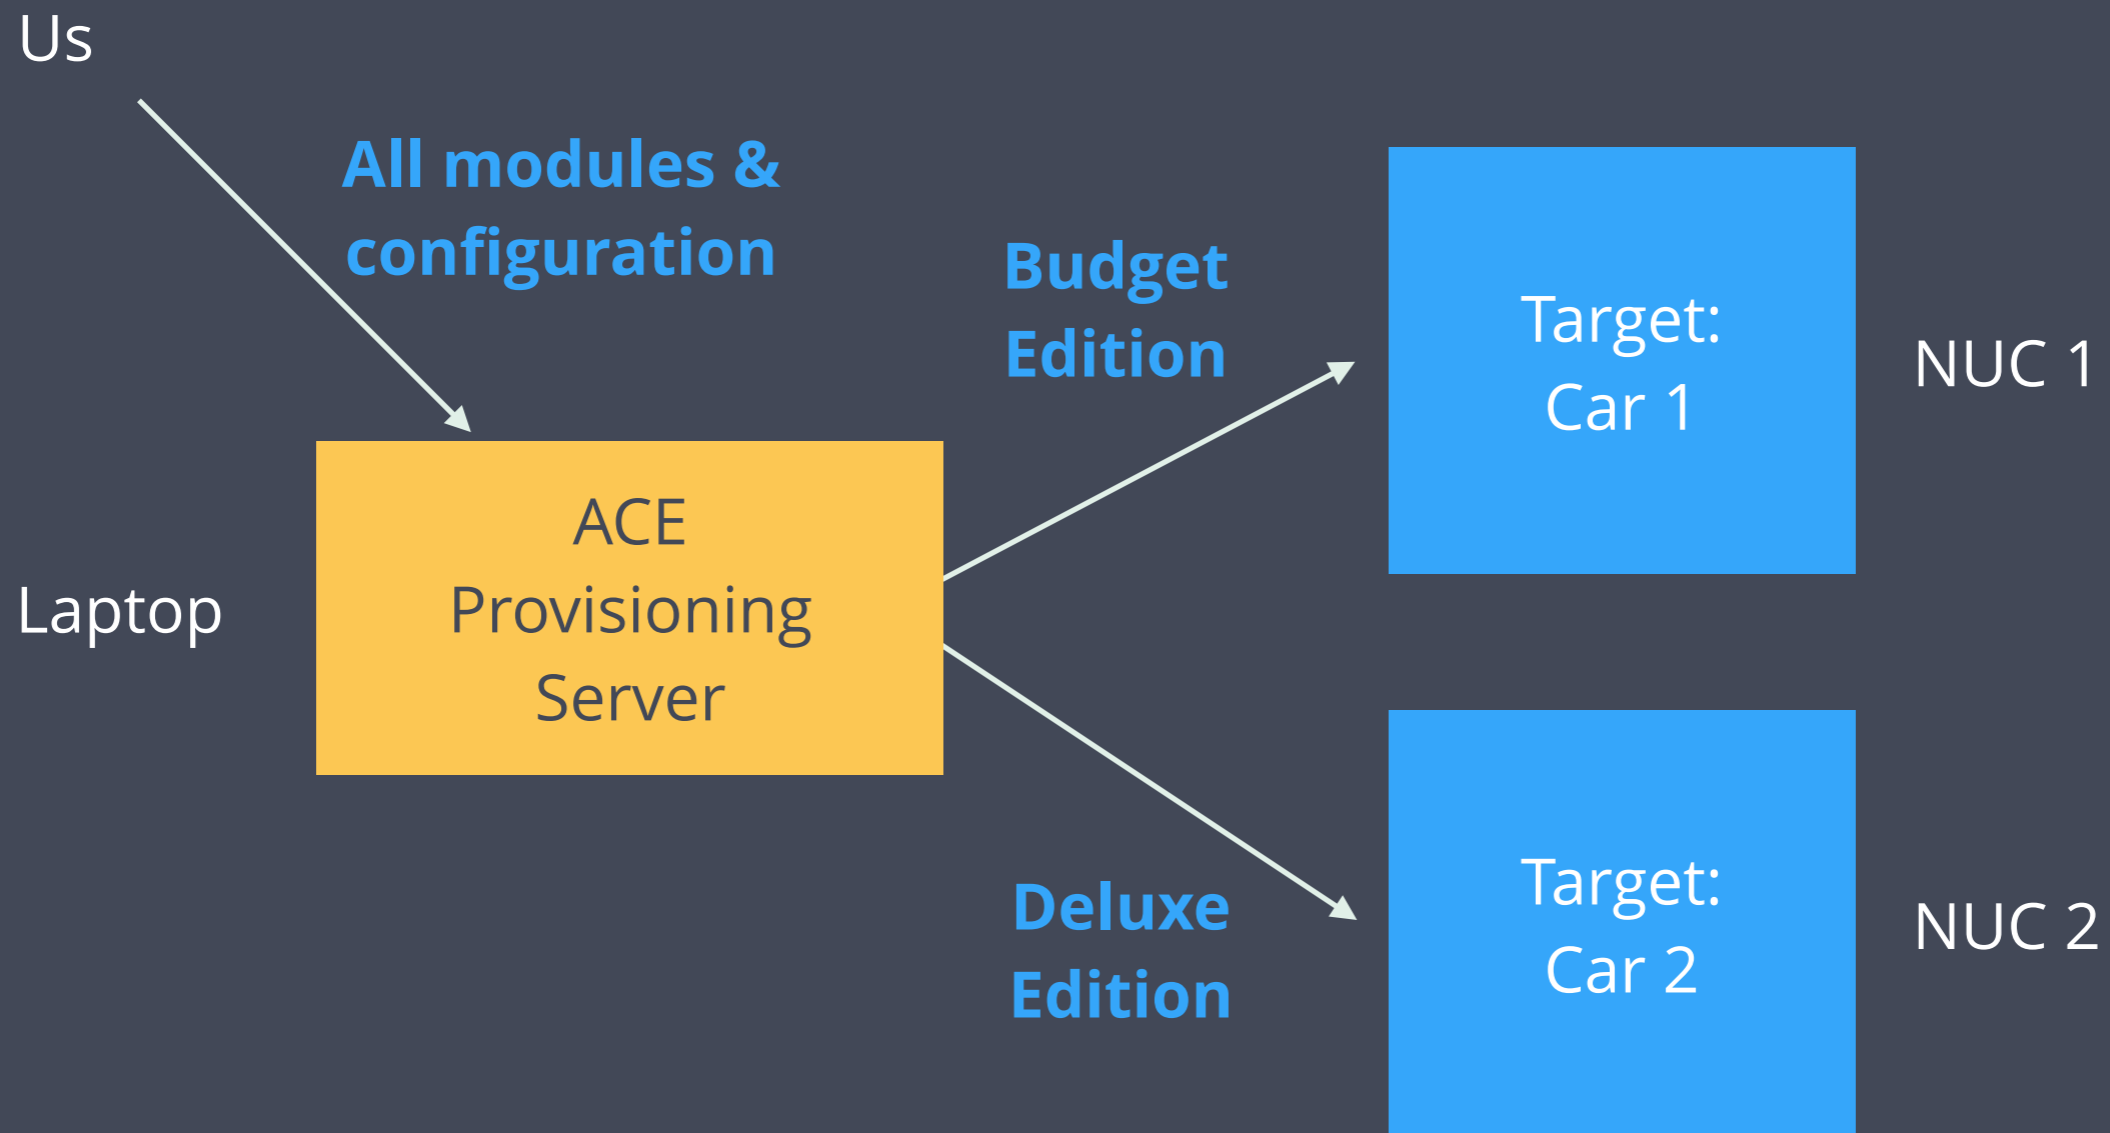 Us
All modules &
configuration
Budget
Edition
Target:
Car 1
NUC 1
Laptop
ACE
Provisioning
Server
Deluxe
Edition
Target:
Car 2
NUC 2